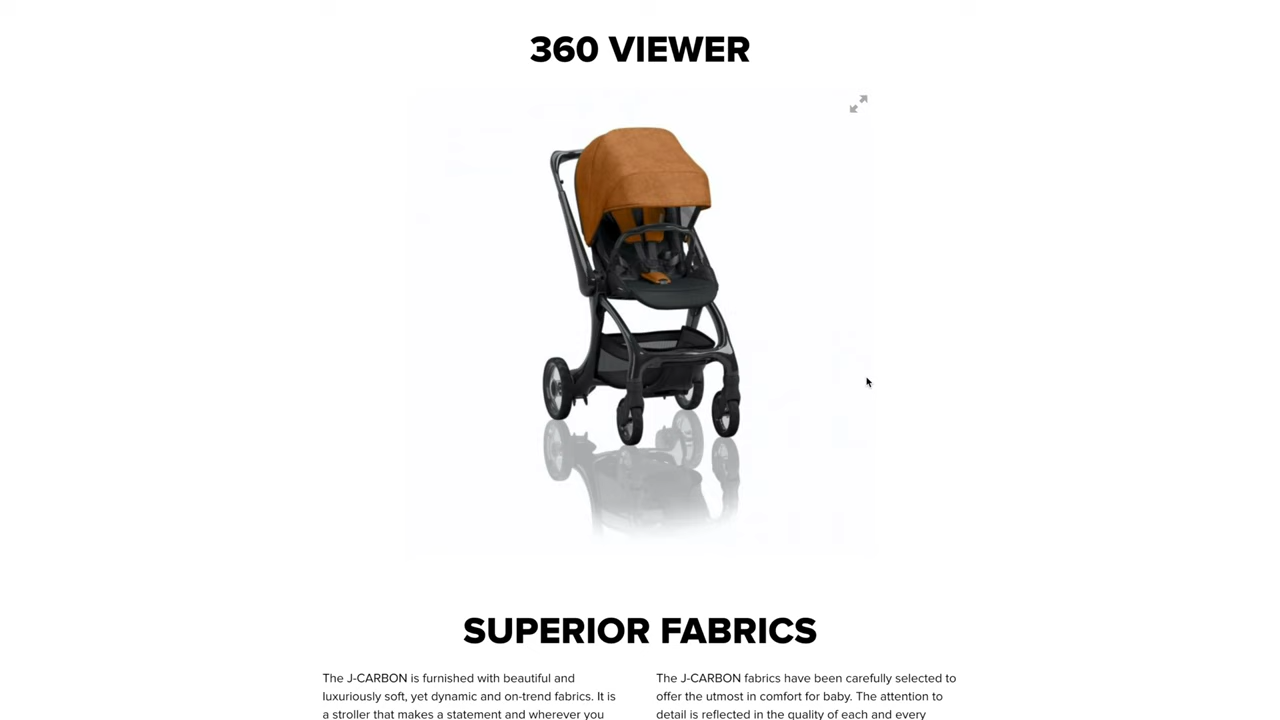 360 VIEWER
SUPERIOR FABRICS
The J-CARBON is furnished with beautiful and
luxuriously soft, yet dynamic and on-trend fabrics. It is
a stroller that makes a statement and wherever you
The J-CARBON fabrics have been carefully selected to
offer the utmost in comfort for baby. The attention to
detail is reflected in the quality of each and every